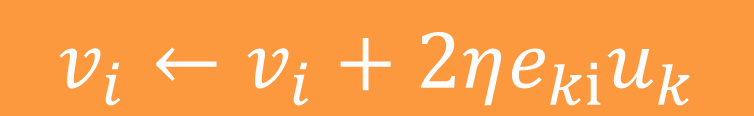 𝑣ᵢ ← 𝑣ᵢ + 2𝜂𝑒ₖᵢ𝑢ₖ